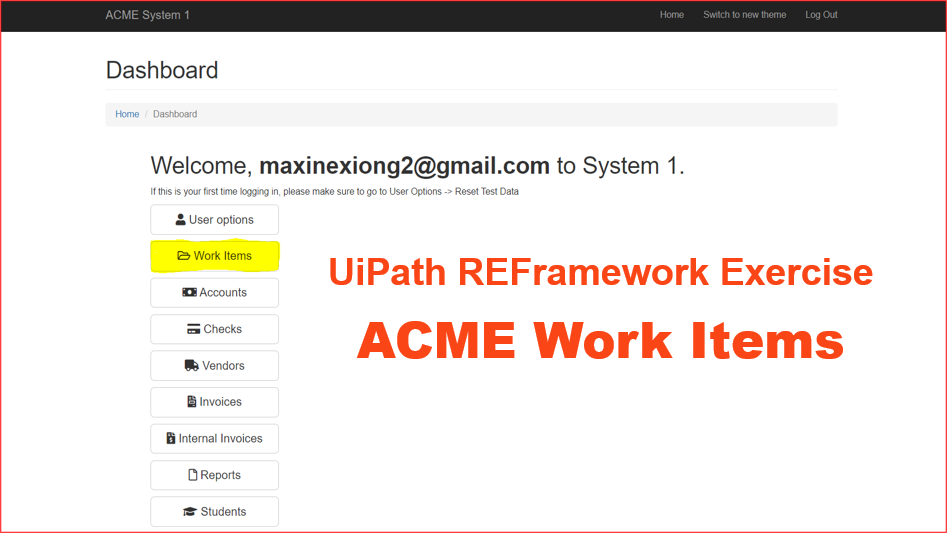 ACME System 1 Home Switch to new theme Log Out
Dashboard
Home / Dashboard
Welcome, maxinexiong2@gmail.com to System 1.
If this is your first time logging in, please make sure to go to User Options -> Reset Test Data
User options
Work Items
Accounts
Checks
Vendors
Invoices
Internal Invoices
Reports
Students
UiPath REFramework Exercise
ACME Work Items